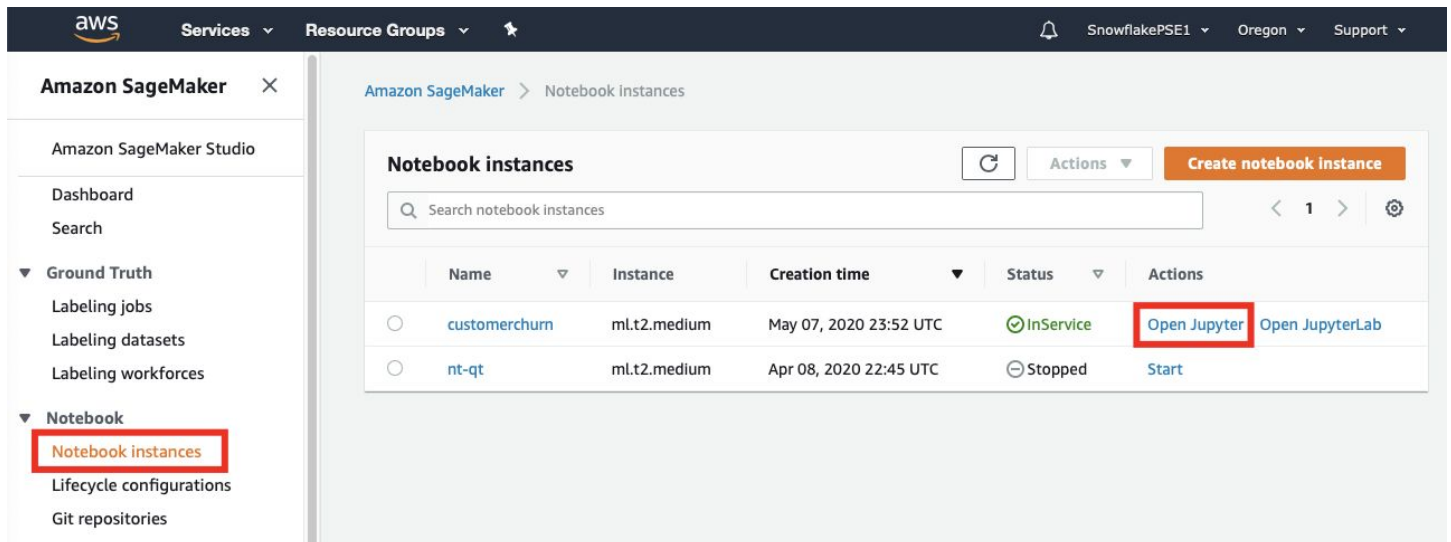 aws Services Resource Groups SnowflakePSE1 Oregon Support
Amazon SageMaker
Amazon SageMaker Studio
Dashboard
Search
Ground Truth
Labeling jobs
Labeling datasets
Labeling workforces
Notebook
Notebook instances
Lifecycle configurations
Git repositories
Amazon SageMaker > Notebook instances
Notebook instances Actions Create notebook instance
Search notebook instances < 1 >
Name Instance Creation time Status Actions
customerchurn ml.t2.medium May 07, 2020 23:52 UTC InService Open Jupyter Open JupyterLab
nt-qt ml.t2.medium Apr 08, 2020 22:45 UTC Stopped Start